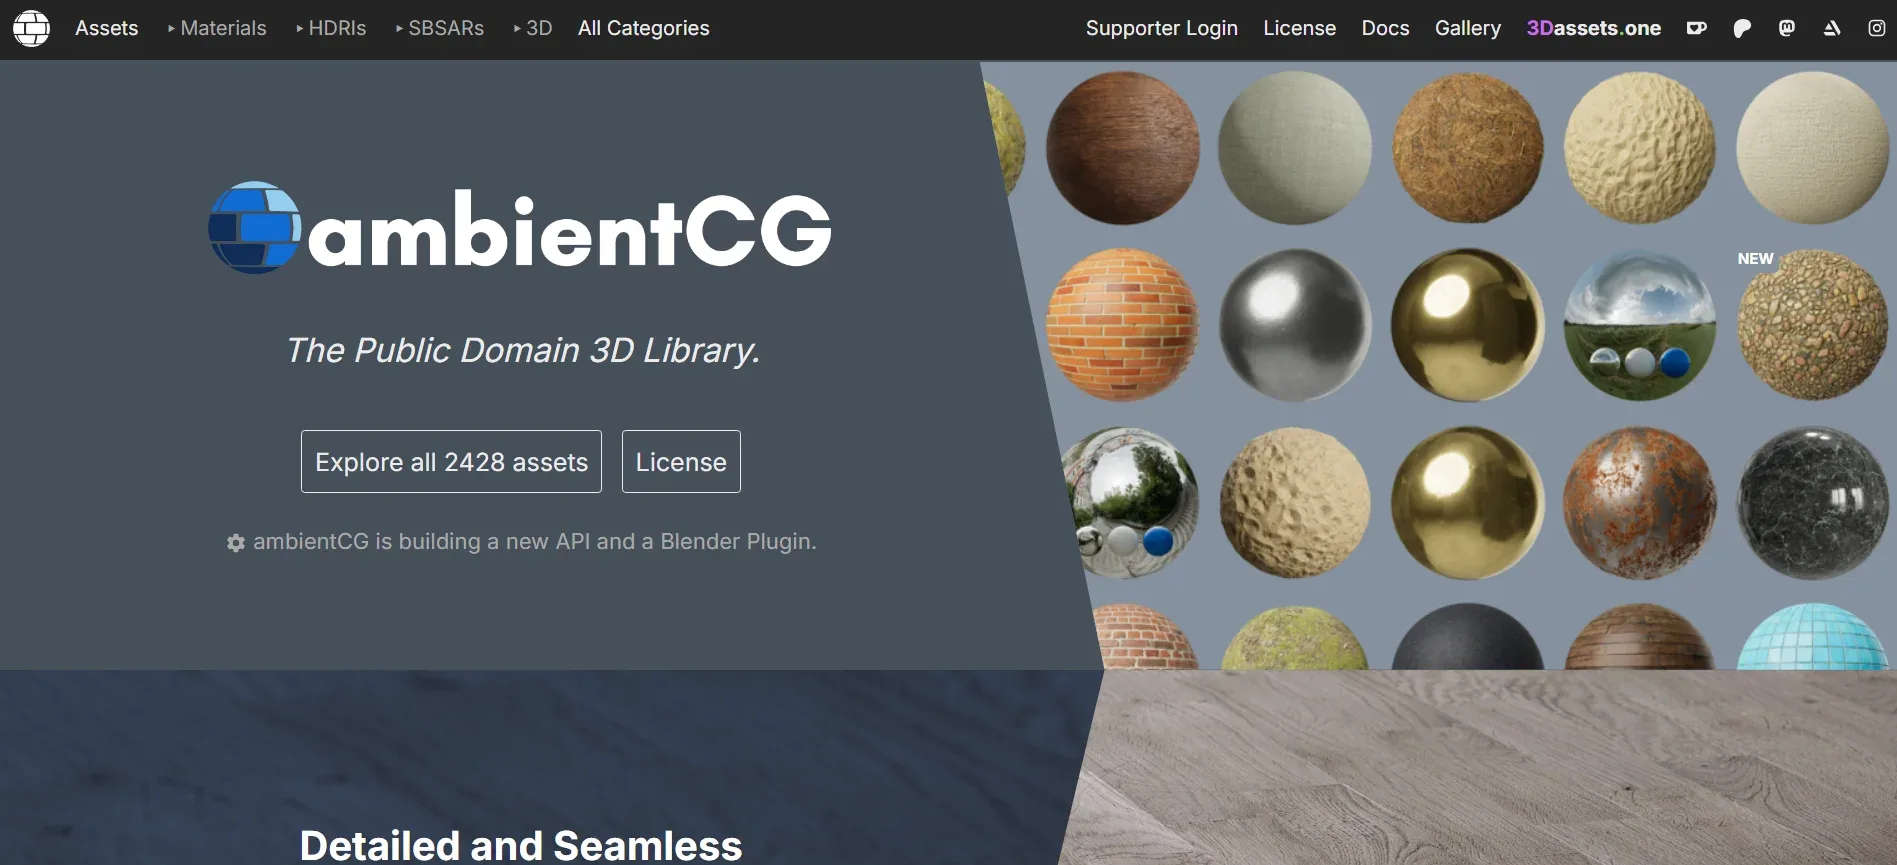 Assets
Materials
HDRIs
SBSARs
3D
All Categories
Supporter Login
License
Docs
Gallery
3Dassets.one
ambientCG
The Public Domain 3D Library.
Explore all 2428 assets
License
ambientCG is building a new API and a Blender Plugin.
NEW
Detailed and Seamless